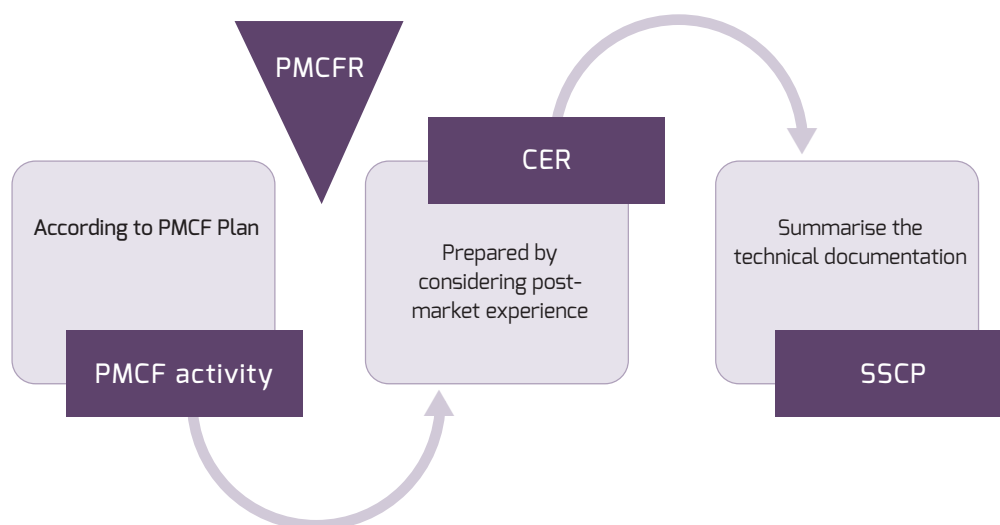 PMCFR
According to PMCF Plan
PMCF activity
CER
Prepared by
considering post-
market experience
Summarise the
technical documentation
SSCP